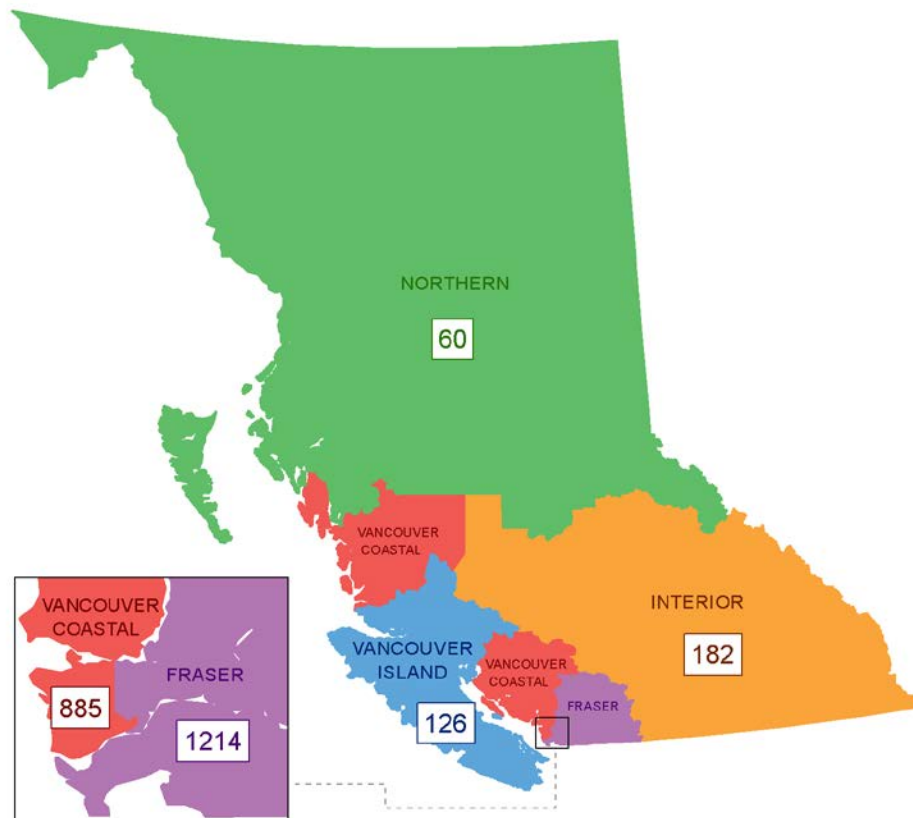 NORTHERN
60
VANCOUVER
COASTAL
INTERIOR
182
VANCOUVER
ISLAND
126
VANCOUVER
COASTAL
FRASER
VANCOUVER
COASTAL
885
FRASER
1214